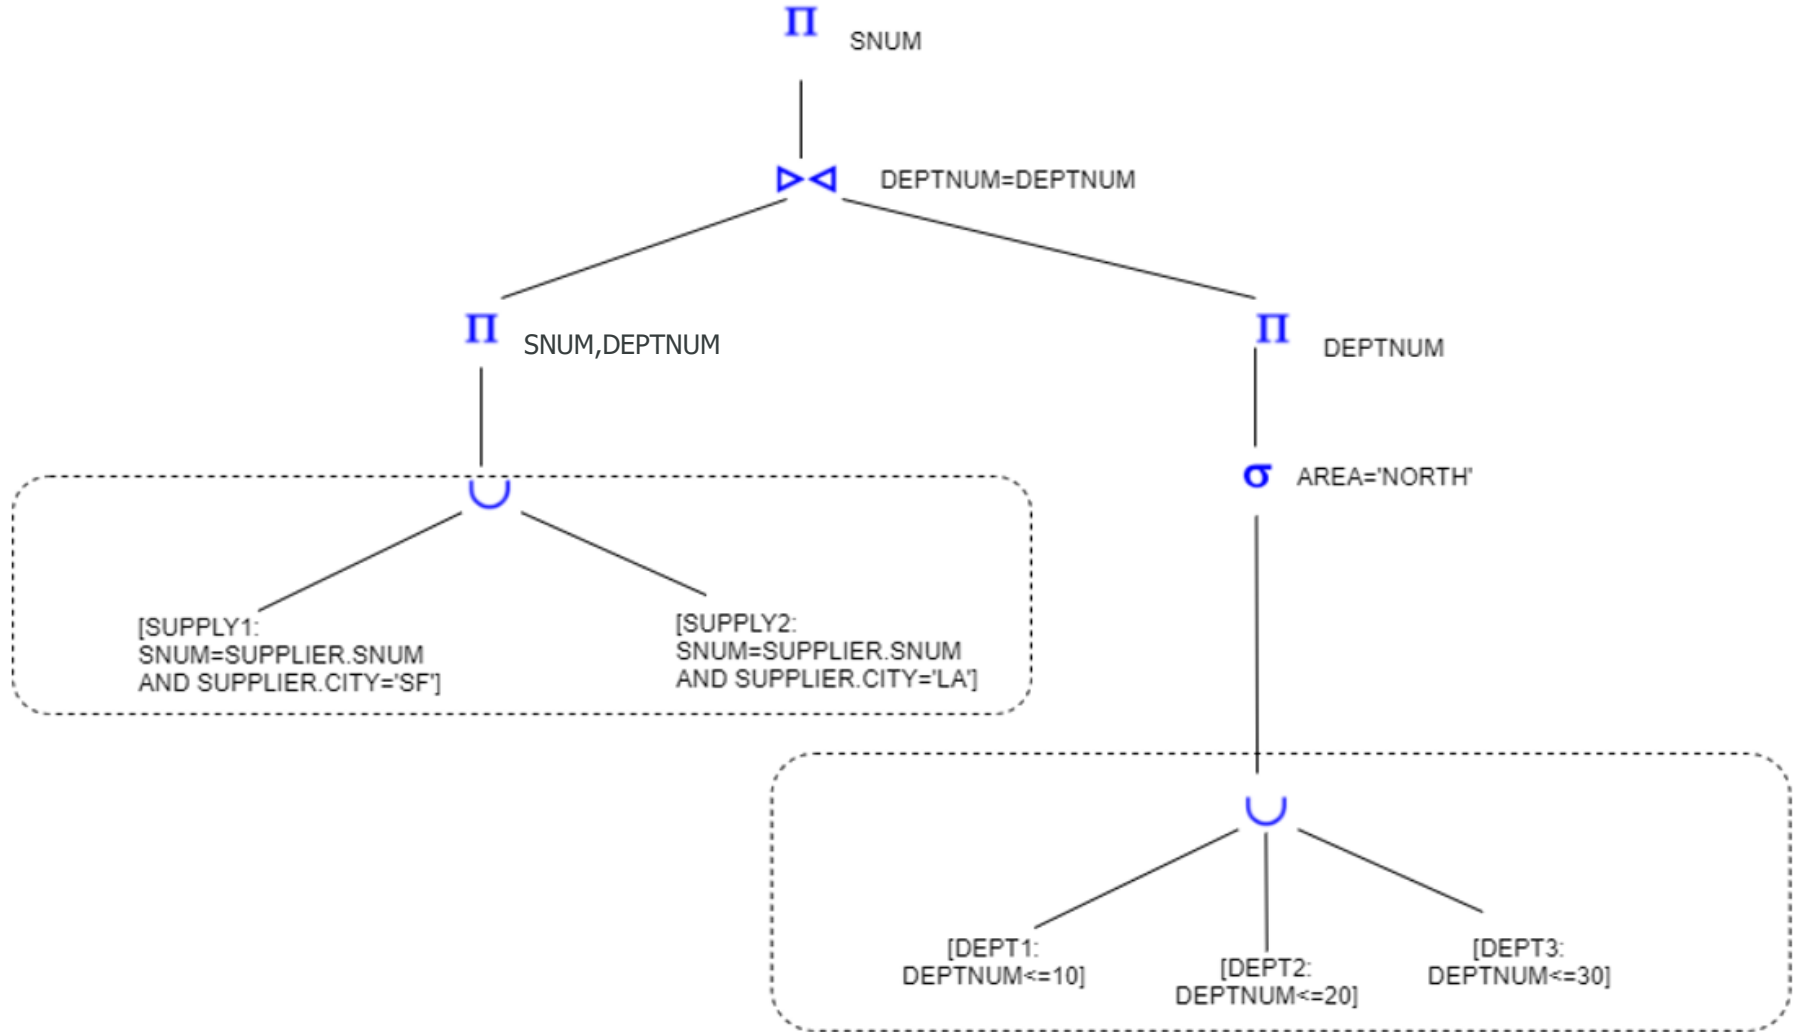 Π SNUM
⋈ DEPTNUM=DEPTNUM
Π SNUM,DEPTNUM
Π DEPTNUM
σ AREA='NORTH'
∪
[SUPPLY1:
SNUM=SUPPLIER.SNUM
AND SUPPLIER.CITY='SF']
[SUPPLY2:
SNUM=SUPPLIER.SNUM
AND SUPPLIER.CITY='LA']
∪
[DEPT1:
DEPTNUM<=10]
[DEPT2:
DEPTNUM<=20]
[DEPT3:
DEPTNUM<=30]